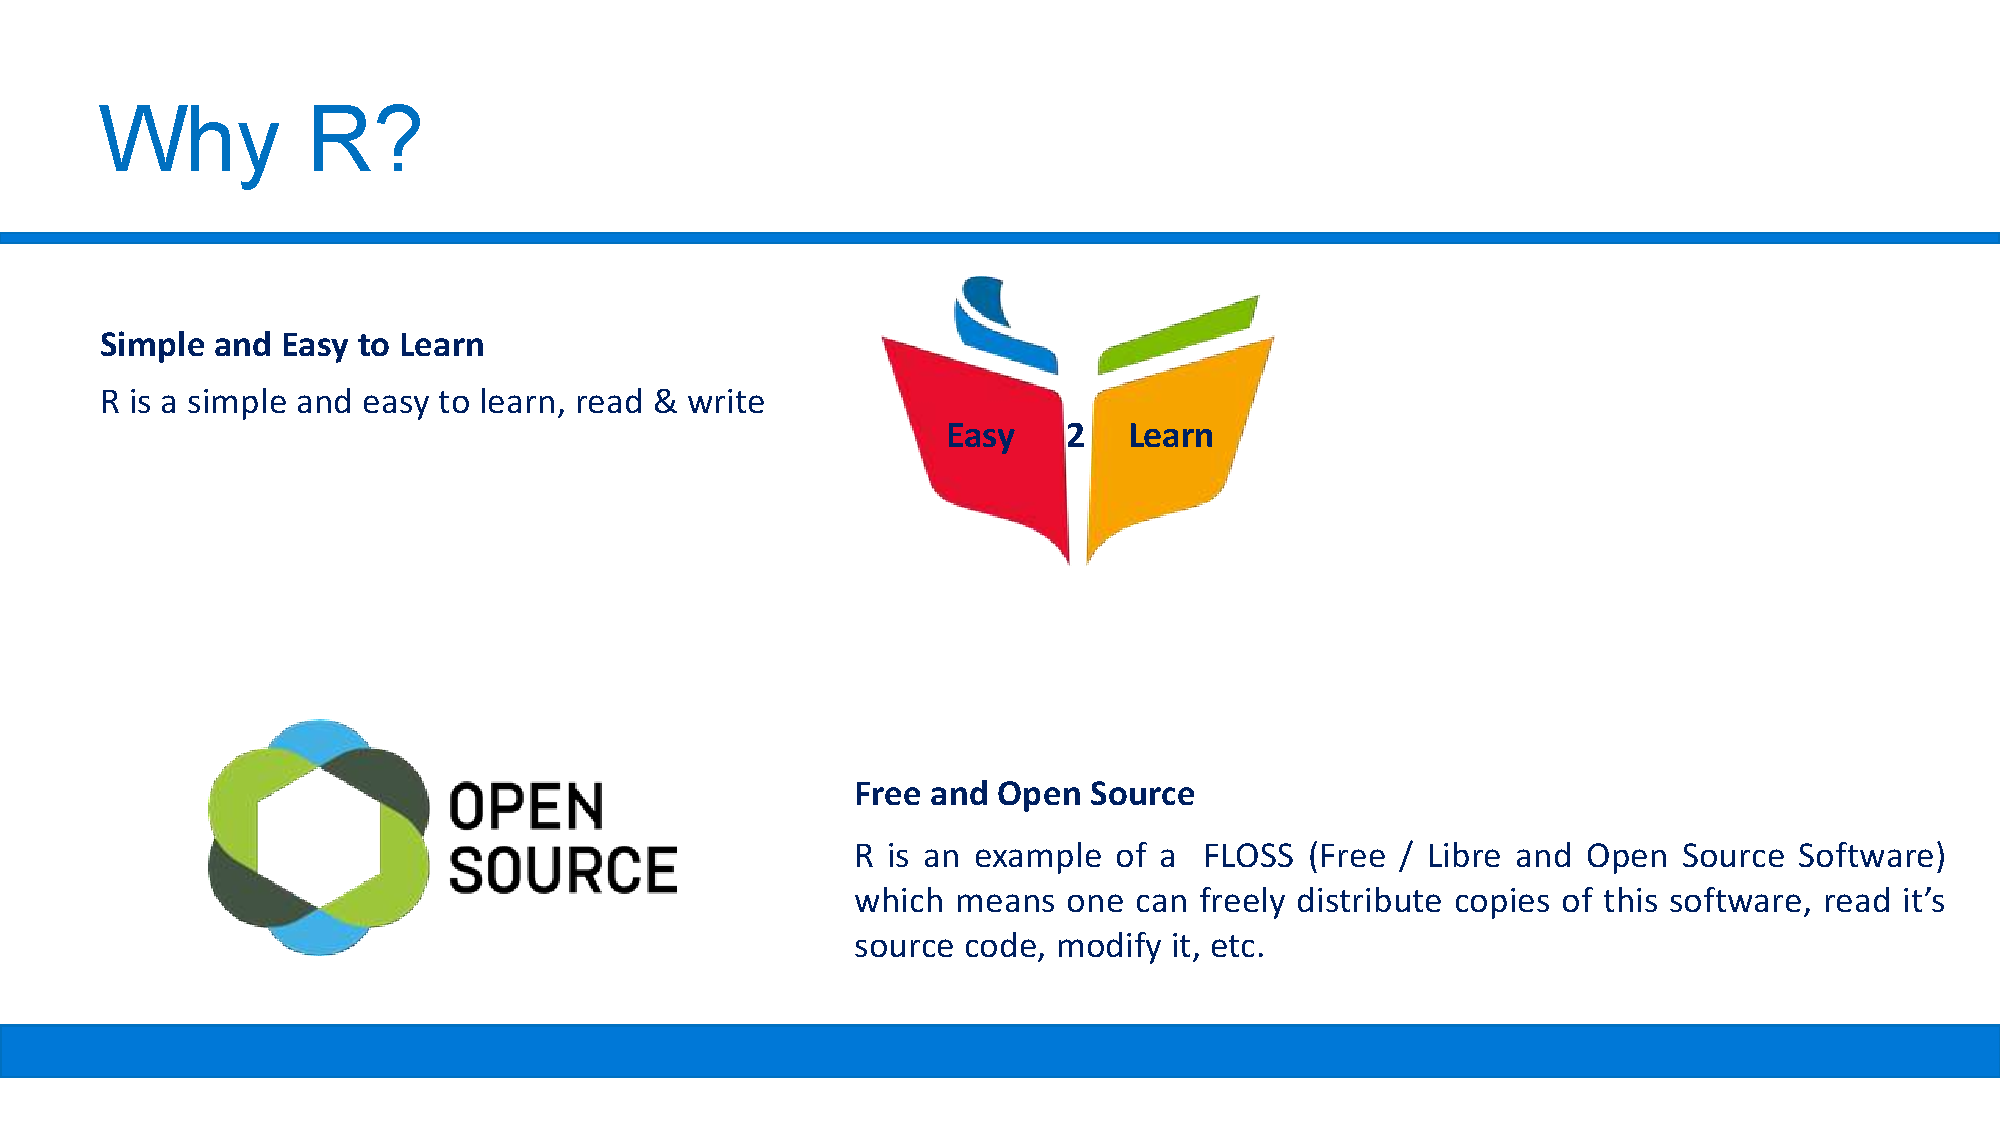 Why R?
Simple and Easy to Learn
R is a simple and easy to learn, read & write
Easy 2 Learn
OPEN
SOURCE
Free and Open Source
R is an example of a FLOSS (Free / Libre and Open Source Software)
which means one can freely distribute copies of this software, read it’s
source code, modify it, etc.